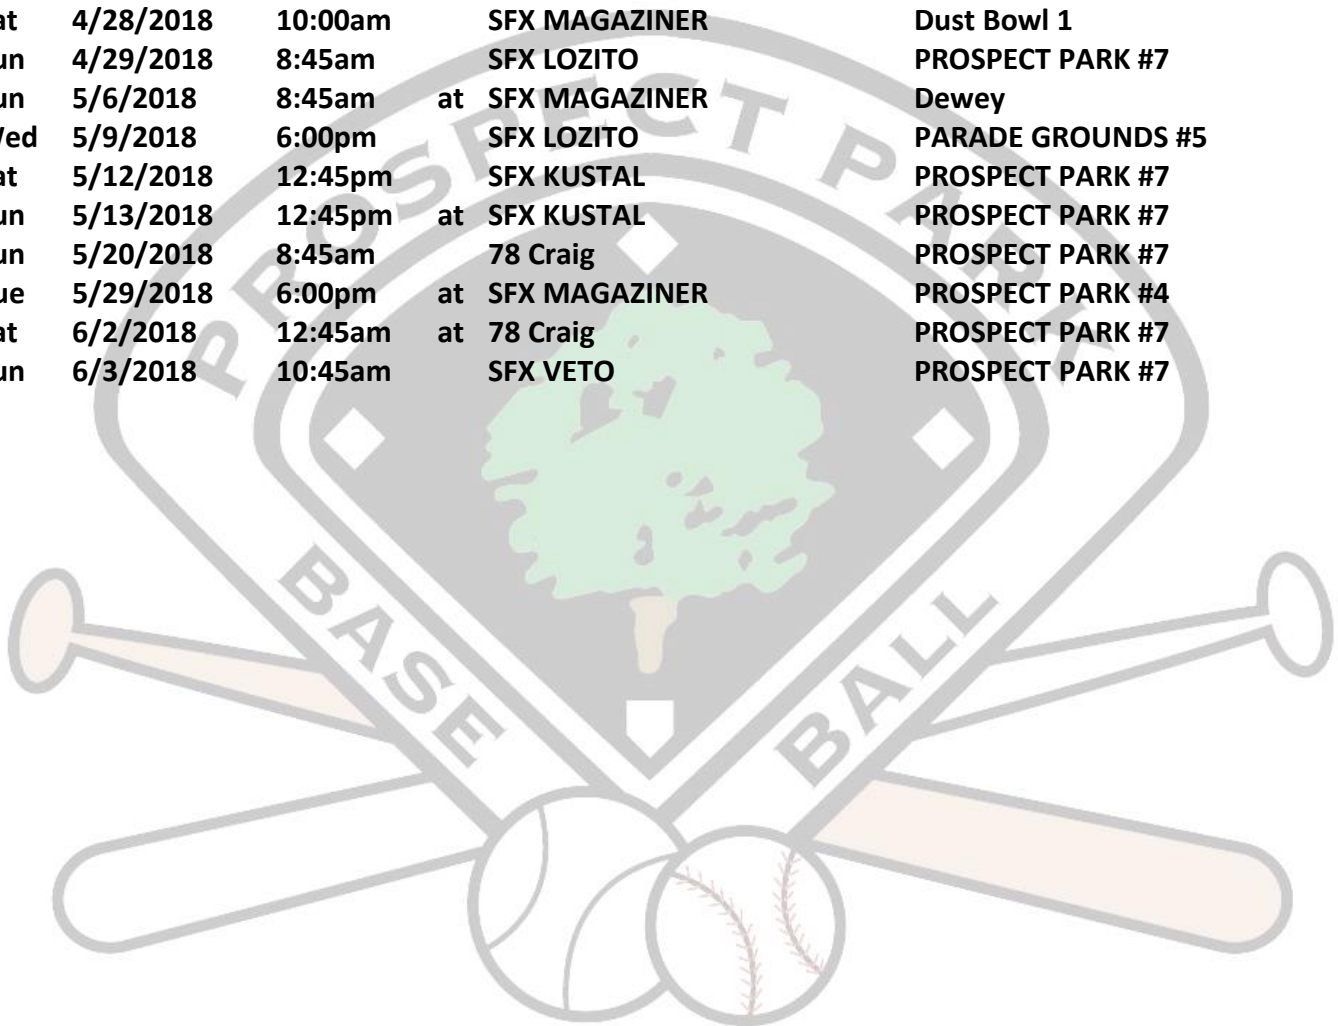 at 4/28/2018 10:00am SFX MAGAZINER Dust Bowl 1
un 4/29/2018 8:45am SFX LOZITO PROSPECT PARK #7
un 5/6/2018 8:45am at SFX MAGAZINER Dewey
Wed 5/9/2018 6:00pm SFX LOZITO PARADE GROUNDS #5
at 5/12/2018 12:45pm SFX KUSTAL PROSPECT PARK #7
un 5/13/2018 12:45pm at SFX KUSTAL PROSPECT PARK #7
un 5/20/2018 8:45am 78 Craig PROSPECT PARK #7
ue 5/29/2018 6:00pm at SFX MAGAZINER PROSPECT PARK #4
at 6/2/2018 12:45am at 78 Craig PROSPECT PARK #7
un 6/3/2018 10:45am SFX VETO PROSPECT PARK #7
PROSPECT PARK
BASE BALL